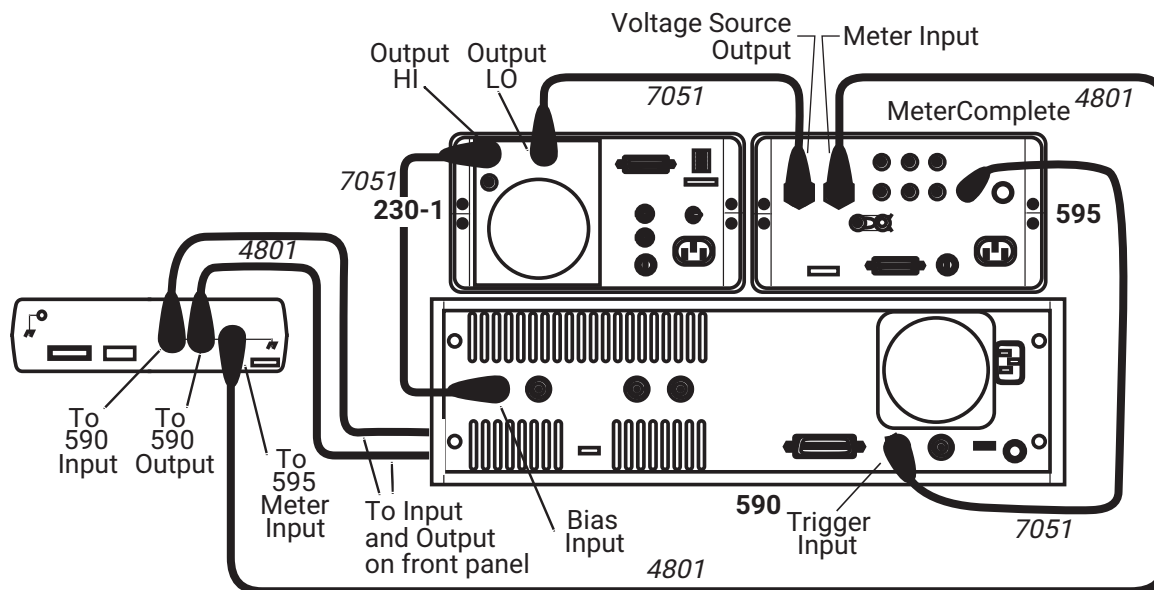 Voltage Source
Output
Meter Input
Output
HI
Output
LO
7051
MeterComplete
4801
7051
230-1
595
4801
To
590
Input
To
590
Output
To
595
Meter
Input
To Input
and Output
on front panel
Bias
Input
590
Trigger
Input
7051
4801